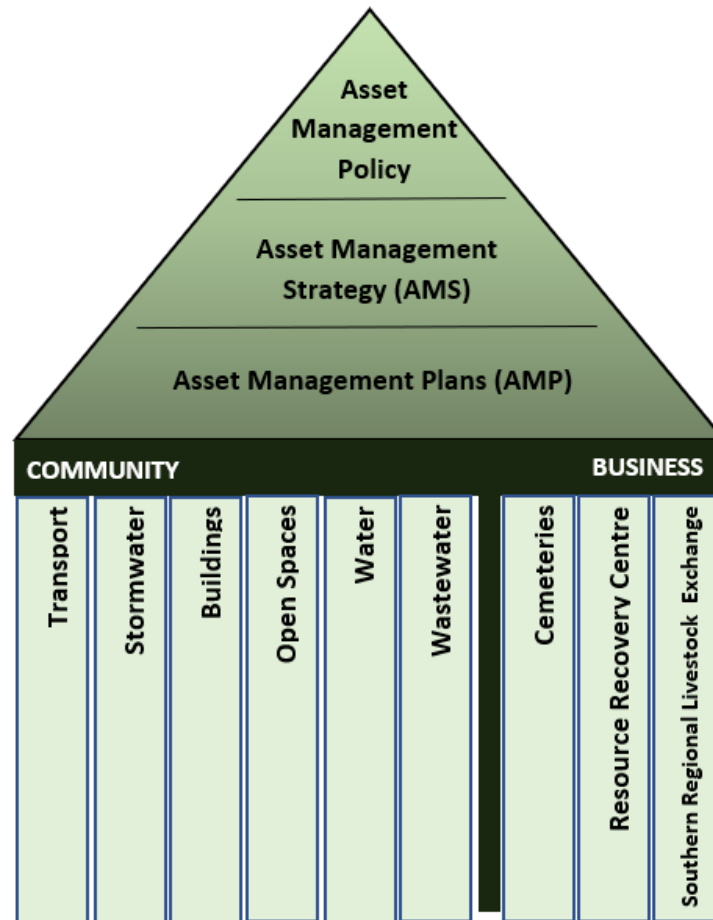 Asset
Management
Policy
Asset Management
Strategy (AMS)
Asset Management Plans (AMP)
COMMUNITY
BUSINESS
Transport
Stormwater
Buildings
Open Spaces
Water
Wastewater
Cemeteries
Resource Recovery Centre
Southern Regional Livestock Exchange